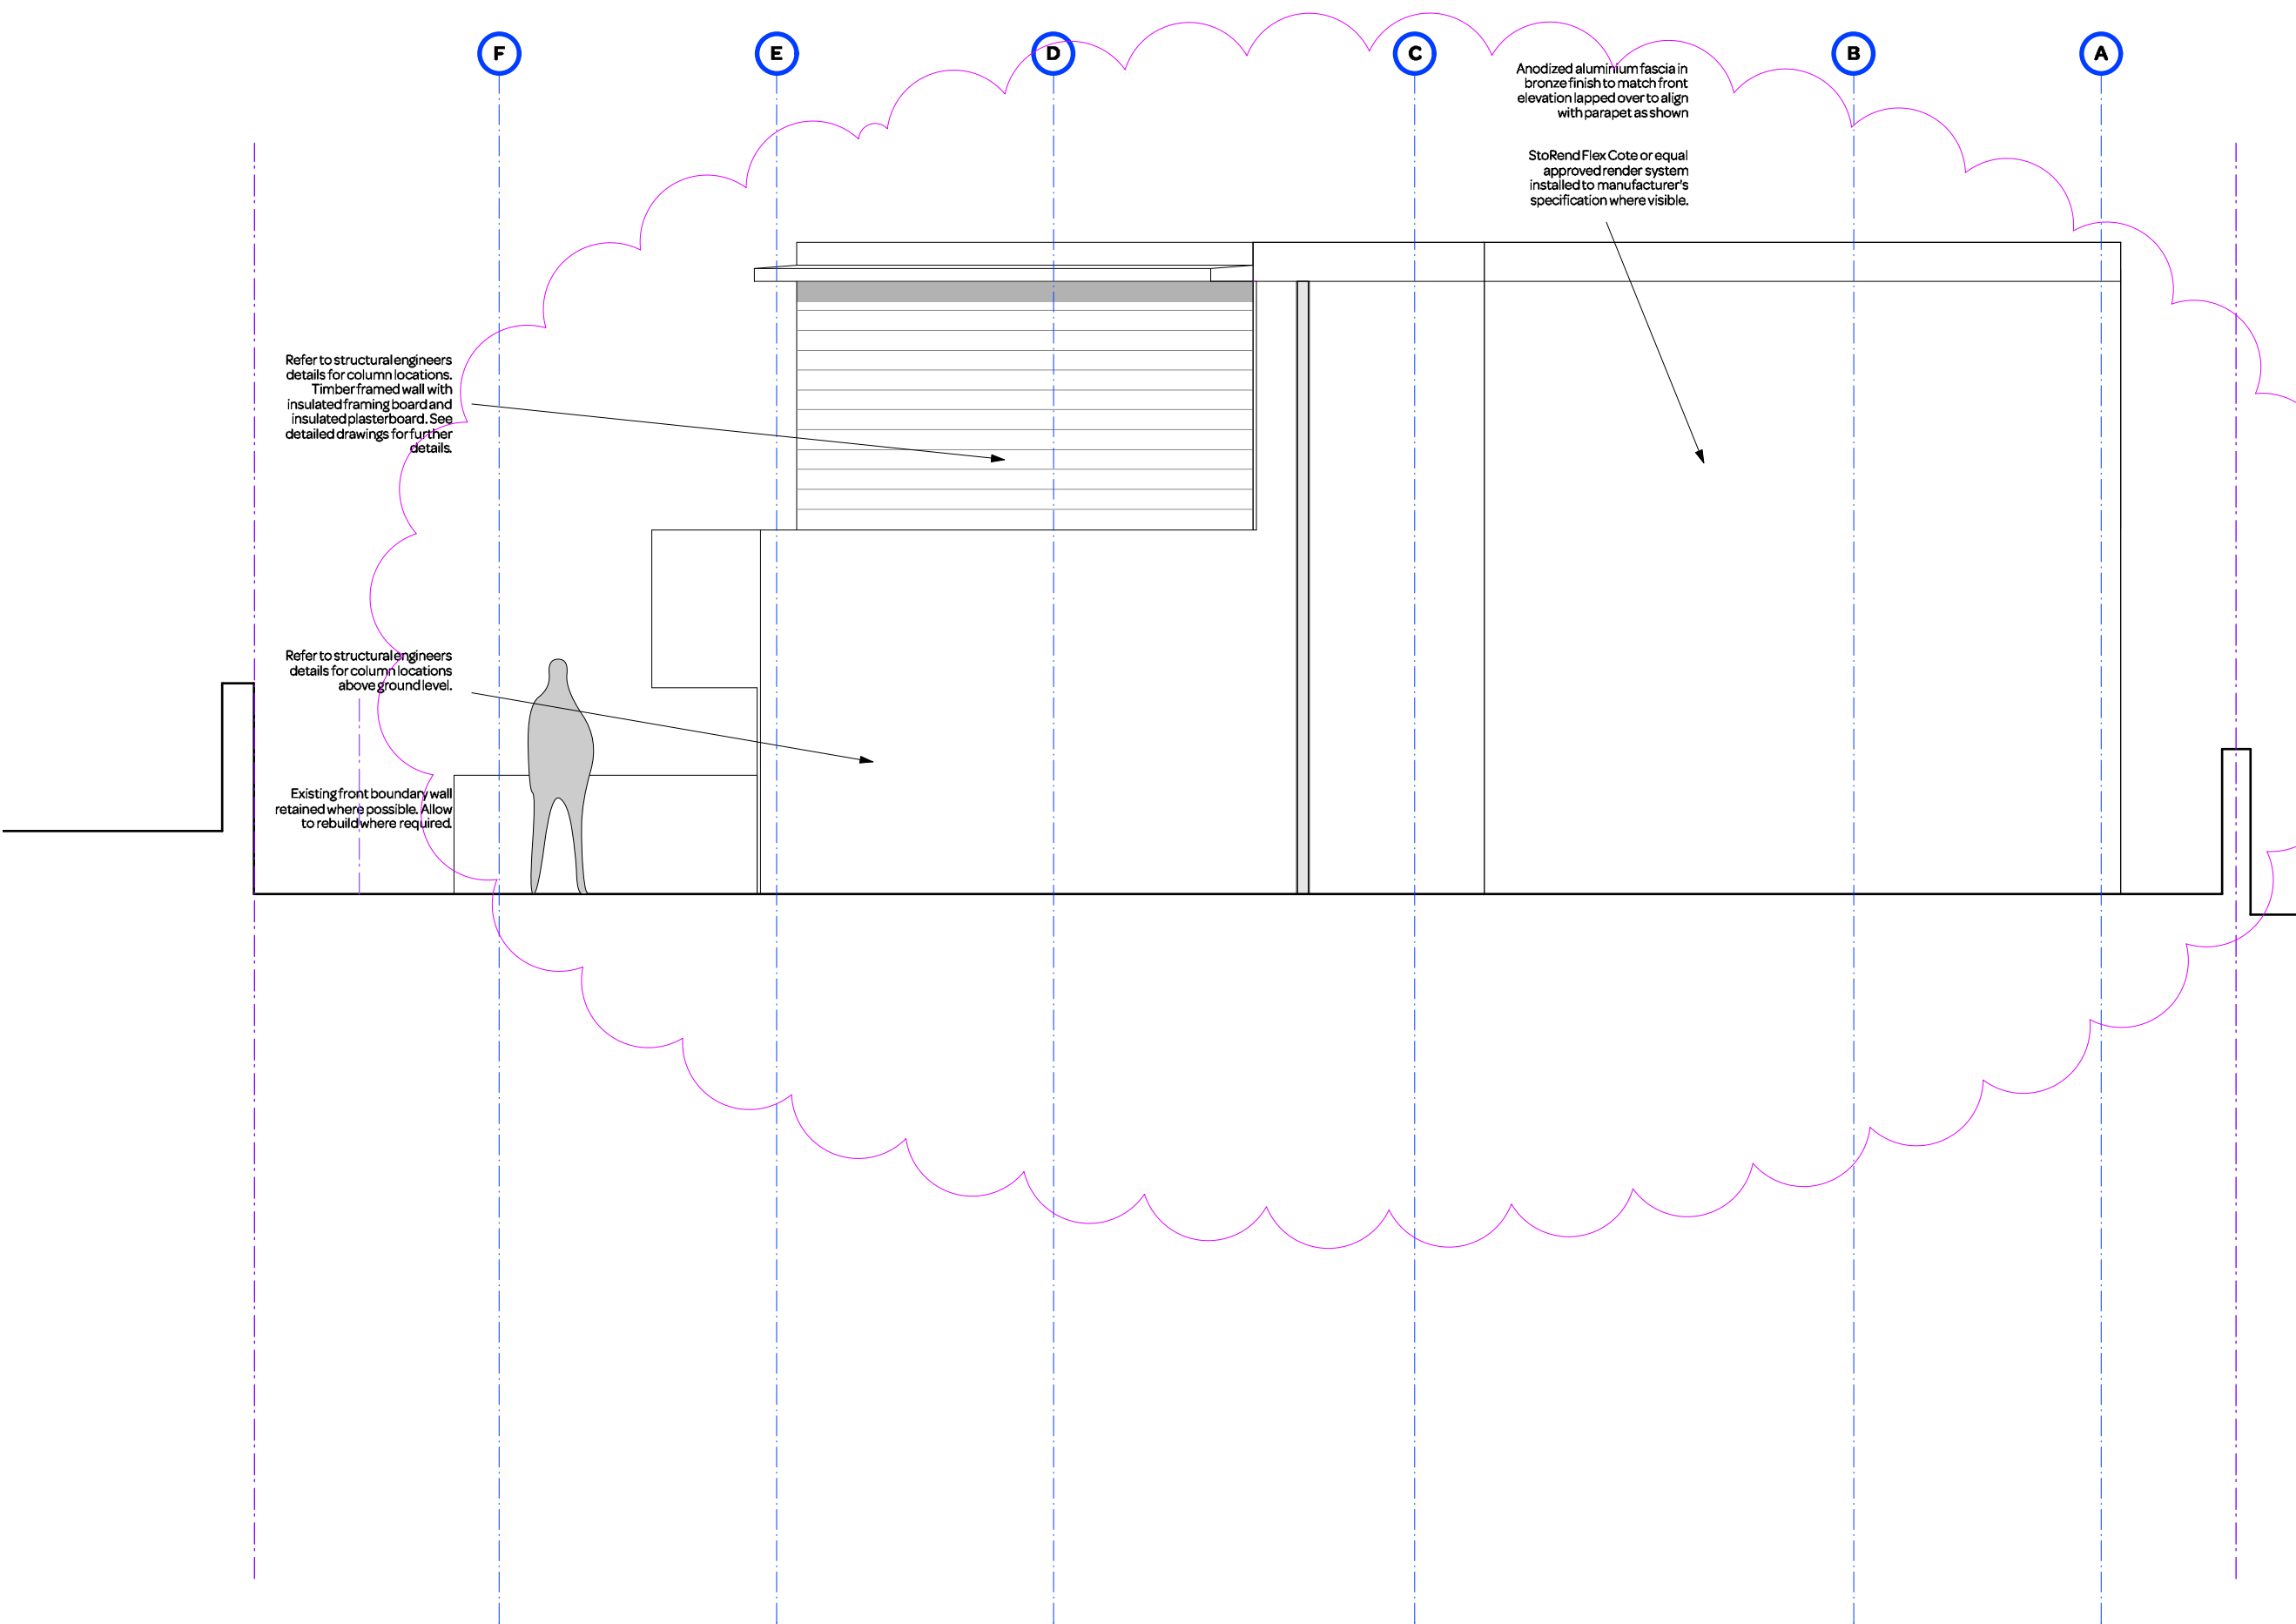 F
E
D
C
B
A
Anodized aluminium fascia in
bronze finish to match front
elevation lapped over to align
with parapet as shown
StoRend Flex Cote or equal
approved render system
installed to manufacturer's
specification where visible.
Refer to structural engineers
details for column locations.
Timber framed wall with
insulated framing board and
insulated plasterboard. See
detailed drawings for further
details.
Refer to structural engineers
details for column locations
above ground level.
Existing front boundary wall
retained where possible. Allow
to rebuild where required.